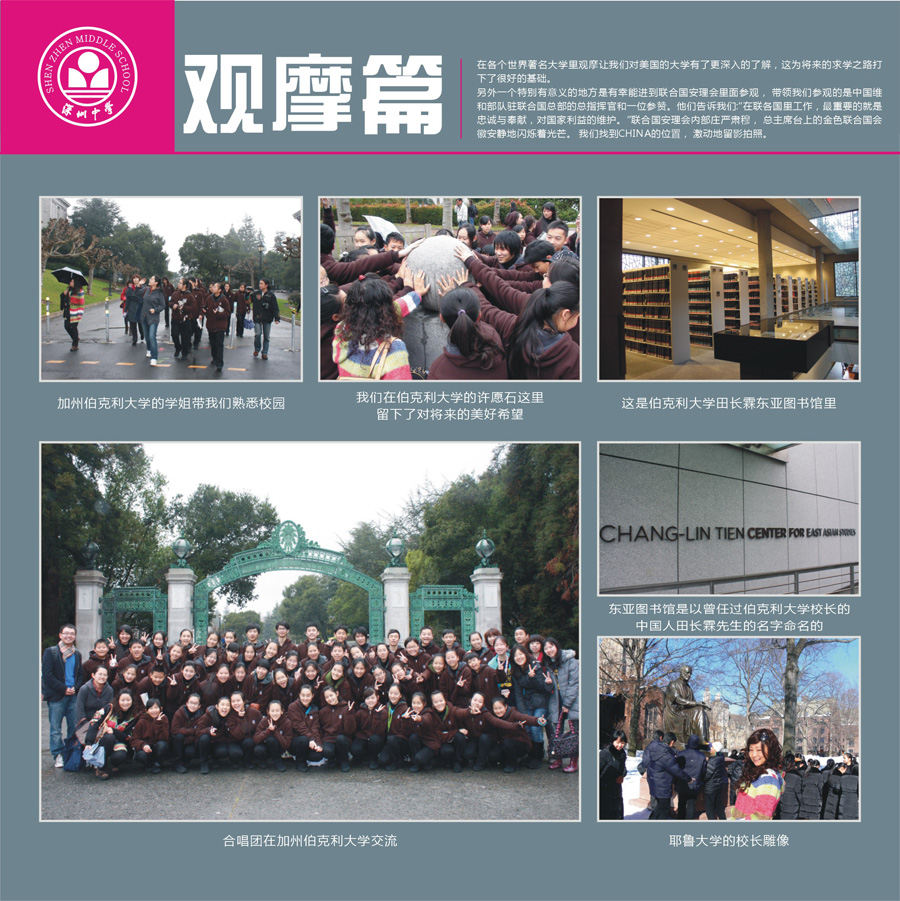 SHEN ZHEN MIDDLE SCHOOL
深圳中学
观摩篇
在各个世界著名大学里观摩让我们对美国的大学有了更深入的了解，这为将来的求学之路打
下了很好的基础。
另外一个特别有意义的地方是有幸能进到联合国安理会里面参观， 带领我们参观的是中国维
和部队驻联合国总部的总指挥官和一位参赞。他们告诉我们:“在联各国里工作，最重要的就是
忠诚与奉献，对国家利益的维护。”联合国安理会内部庄严肃穆， 总主席台上的金色联合国会
徽安静地闪烁着光芒。 我们找到CHINA的位置， 激动地留影拍照。
加州伯克利大学的学姐带我们熟悉校园
我们在伯克利大学的许愿石这里
留下了对将来的美好希望
这是伯克利大学田长霖东亚图书馆里
CHANG-LIN TIEN CENTER FOR EAST ASIAN STUDIES
东亚图书馆是以曾任过伯克利大学校长的
中国人田长霖先生的名字命名的
合唱团在加州伯克利大学交流
耶鲁大学的校长雕像